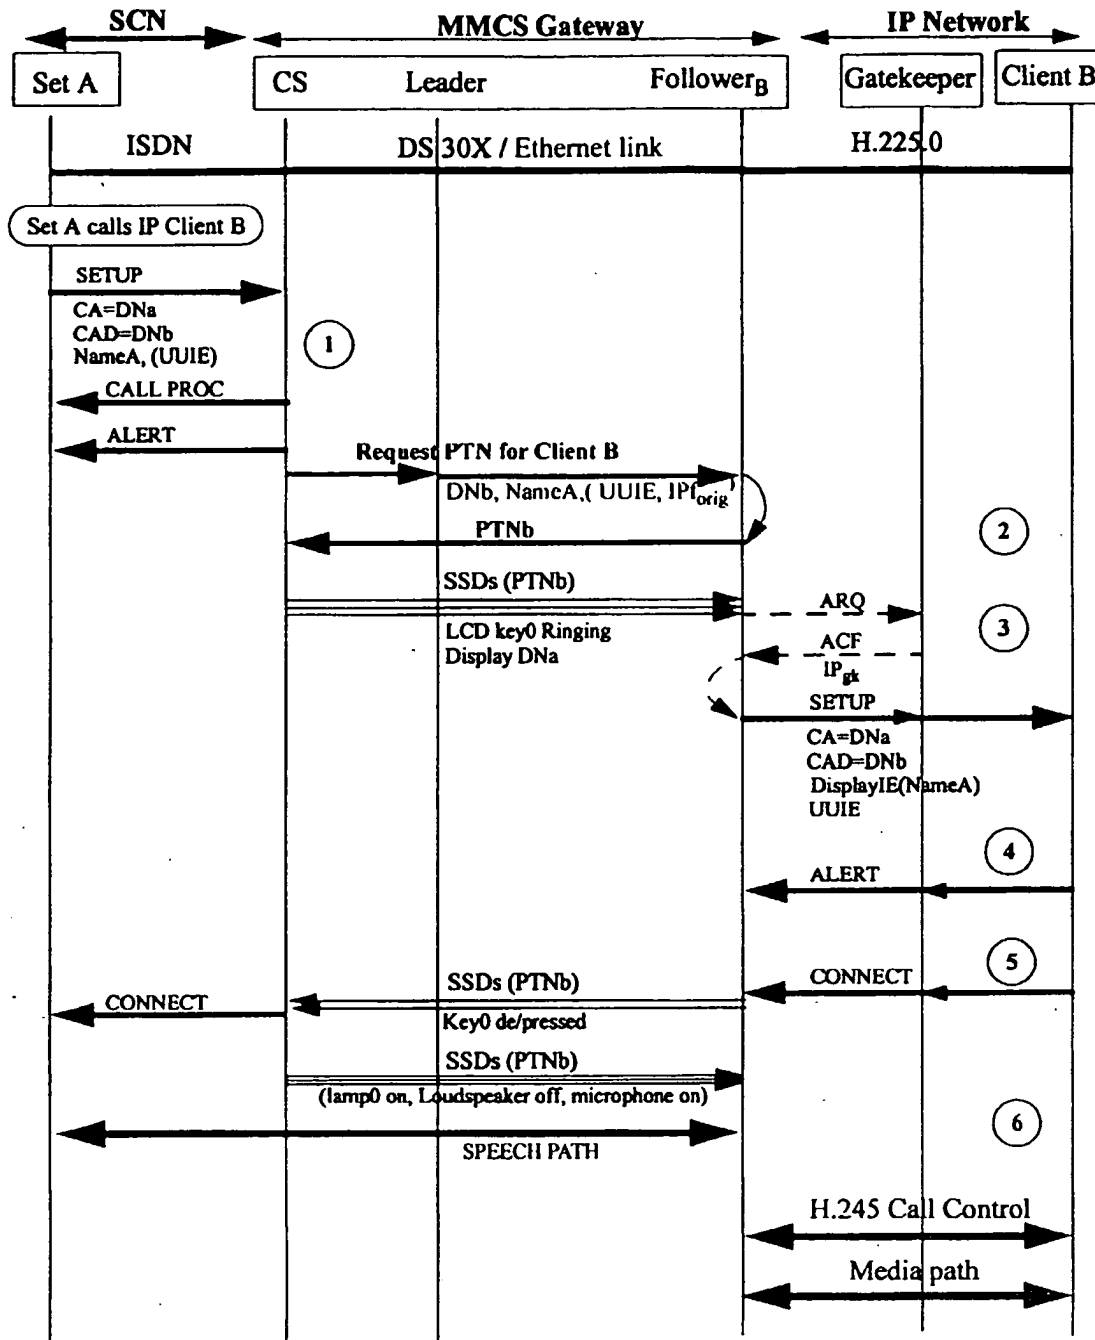 SCN MMCS Gateway IP Network
Set A CS Leader FollowerB Gatekeeper Client B
ISDN DS 30X / Ethernet link H.225.0
Set A calls IP Client B
SETUP
CA=DNa
CAD=DNb
NameA, (UUIE)
1
CALL PROC
ALERT
Request PTN for Client B
DNb, NameA,( UUIE, IPforig)
PTNb
2
SSDs (PTNb)
ARQ
LCD key0 Ringing
Display DNa
3
ACF
IPgk
SETUP
CA=DNa
CAD=DNb
DisplayIE(NameA)
UUIE
4
ALERT
5
SSDs (PTNb)
CONNECT
CONNECT
Key0 de/pressed
SSDs (PTNb)
(lamp0 on, Loudspeaker off, microphone on)
6
SPEECH PATH
H.245 Call Control
Media path